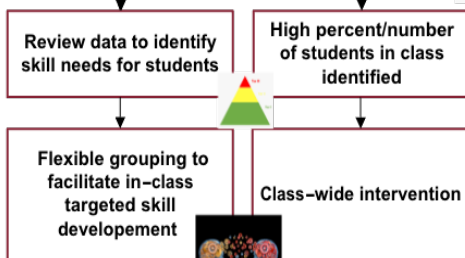 Review data to identify
skill needs for students
High percent/number
of students in class
identified
Flexible grouping to
facilitate in-class
targeted skill
developement
Class-wide intervention